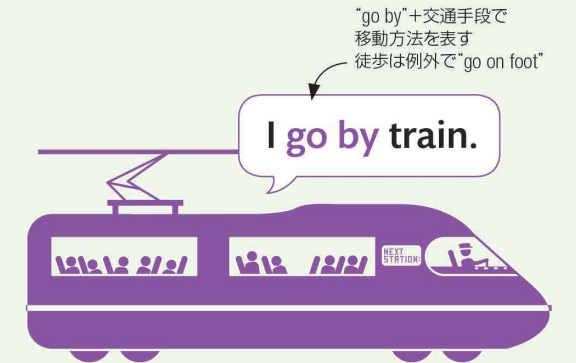 “go by”+交通手段で
移動方法を表す
徒歩は例外で“go on foot”
I go by train.
NEXT
STATION: